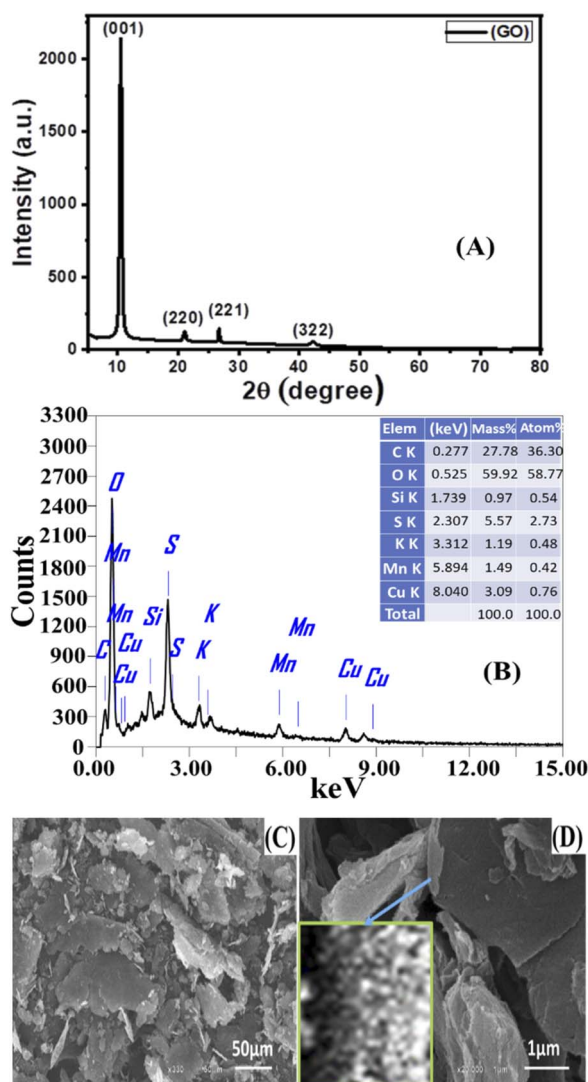 (001)
(GO)
2000
1500
Intensity (a.u.)
1000
(A)
500
(220)
(221)
(322)
0
10 20 30 40 50 60 70 80
2θ (degree)
3300
3000
2700
2400
2100
1800
1500
1200
900
600
300
0
Counts
O
Mn
Mn
C
Cu
Cu
Si
S
S
K
K
Mn
Mn
Cu
Cu
Elem (keV) Mass% Atom%
C K 0.277 27.78 36.30
O K 0.525 59.92 58.77
Si K 1.739 0.97 0.54
S K 2.307 5.57 2.73
K K 3.312 1.19 0.48
Mn K 5.894 1.49 0.42
Cu K 8.040 3.09 0.76
Total 100.0 100.0
(B)
0.00 3.00 6.00 9.00 12.00 15.00
keV
(C)
50μm
x330
(D)
1μm
1μm